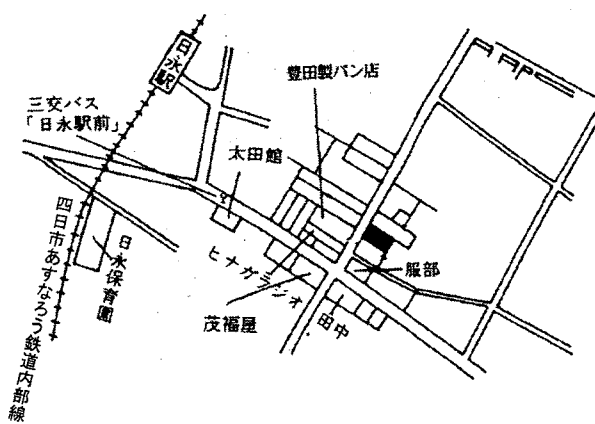 日永駅
豊田製パン店
三交バス
「日永駅前」
太田館
ヒナガラジオ
服部
茂福屋
田中
日永保育園
四日市あすなろう鉄道内部線